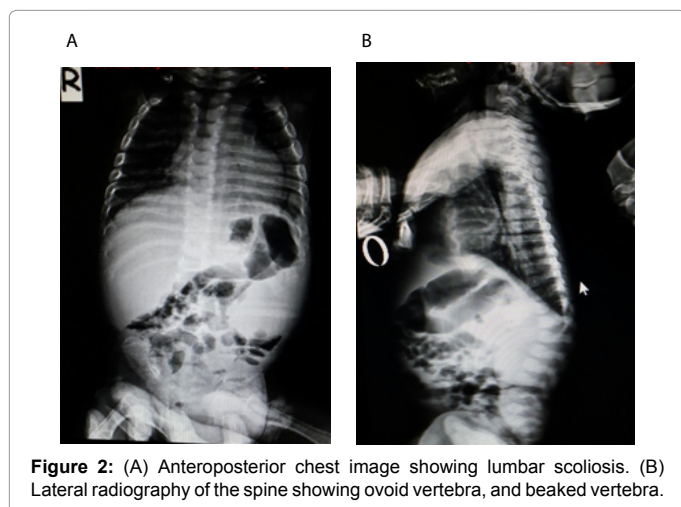 A
B
R
Figure 2: (A) Anteroposterior chest image showing lumbar scoliosis. (B)
Lateral radiography of the spine showing ovoid vertebra, and beaked vertebra.